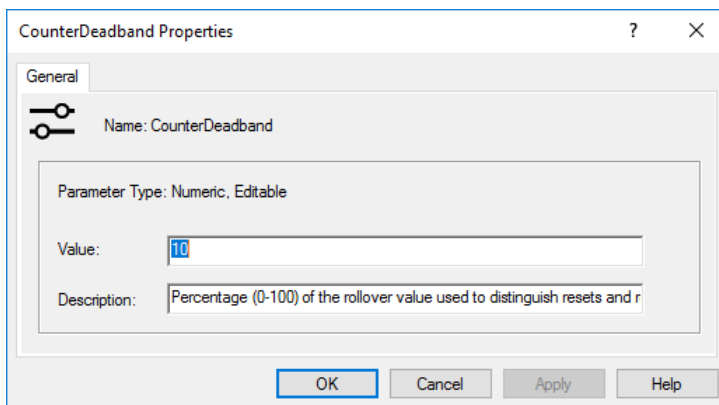 CounterDeadband Properties
?
General
Name: CounterDeadband
Parameter Type: Numeric, Editable
Value: 10
Description: Percentage (0-100) of the rollover value used to distinguish resets and r
OK Cancel Apply Help